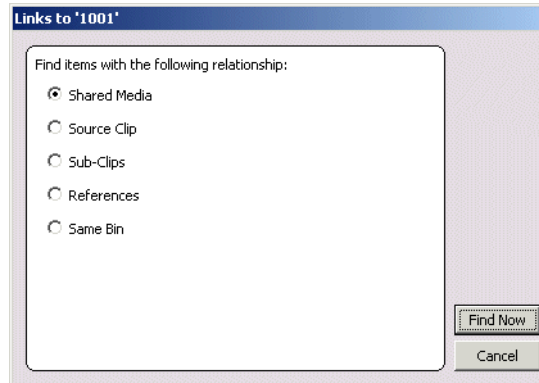 Links to '1001'
Find items with the following relationship:
Shared Media
Source Clip
Sub-Clips
References
Same Bin
Find Now
Cancel